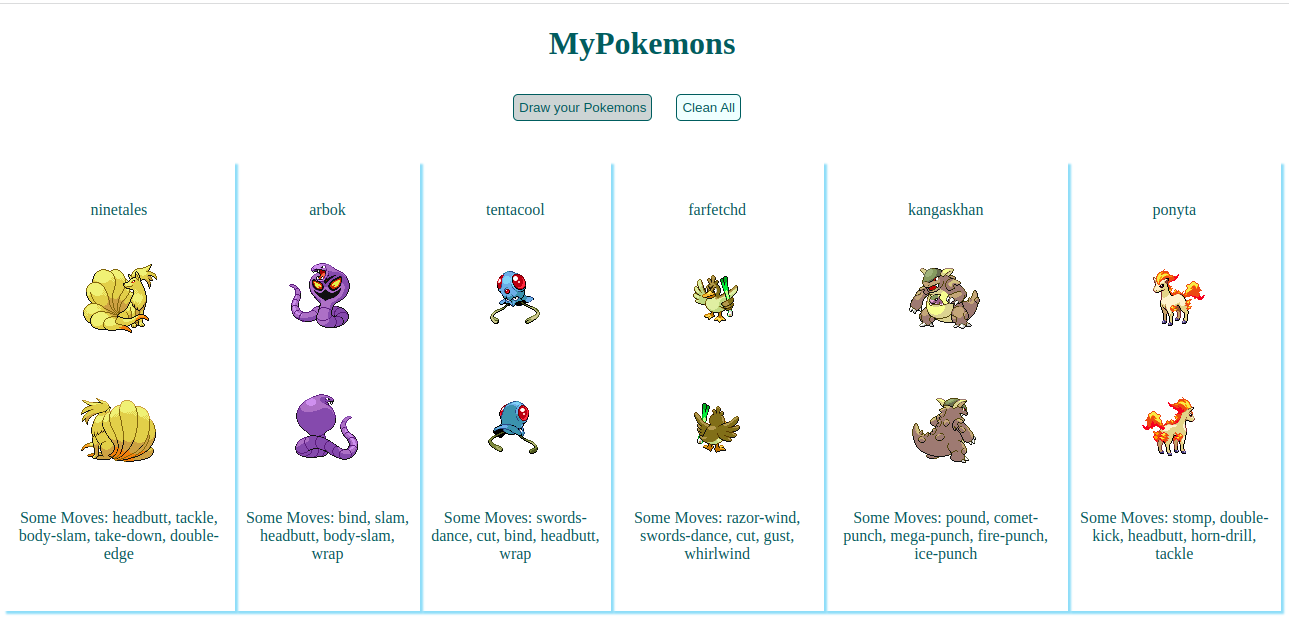 MyPokemons
Draw your Pokemons
Clean All
ninetales
arbok
tentacool
farfetchd
kangaskhan
ponyta
Some Moves: headbutt, tackle,
body-slam, take-down, double-
edge
Some Moves: bind, slam,
headbutt, body-slam,
wrap
Some Moves: swords-
dance, cut, bind, headbutt,
wrap
Some Moves: razor-wind,
swords-dance, cut, gust,
whirlwind
Some Moves: pound, comet-
punch, mega-punch, fire-punch,
ice-punch
Some Moves: stomp, double-
kick, headbutt, horn-drill,
tackle